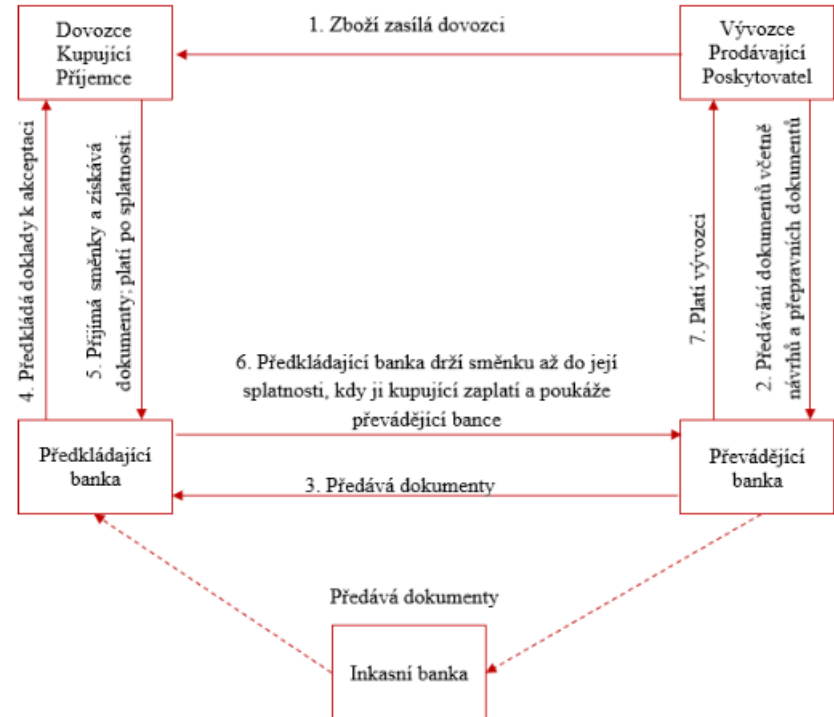 Dovozce
Kupující
Příjemce
1. Zboží zasílá dovozci
Vývozce
Prodávající
Poskytovatel
4. Předkládá doklady k akceptaci
5. Přijímá směnky a získává
dokumenty; platí po splatnosti.
7. Platí vývozci
2. Předávání dokumentů včetně
návrhů a přepravních dokumentů
6. Předkládající banka drží směnku až do její
splatnosti, kdy ji kupující zaplatí a poukáže
převádějící bance
Předkládající
banka
3. Předává dokumenty
Převádějící
banka
Předává dokumenty
Inkasní banka